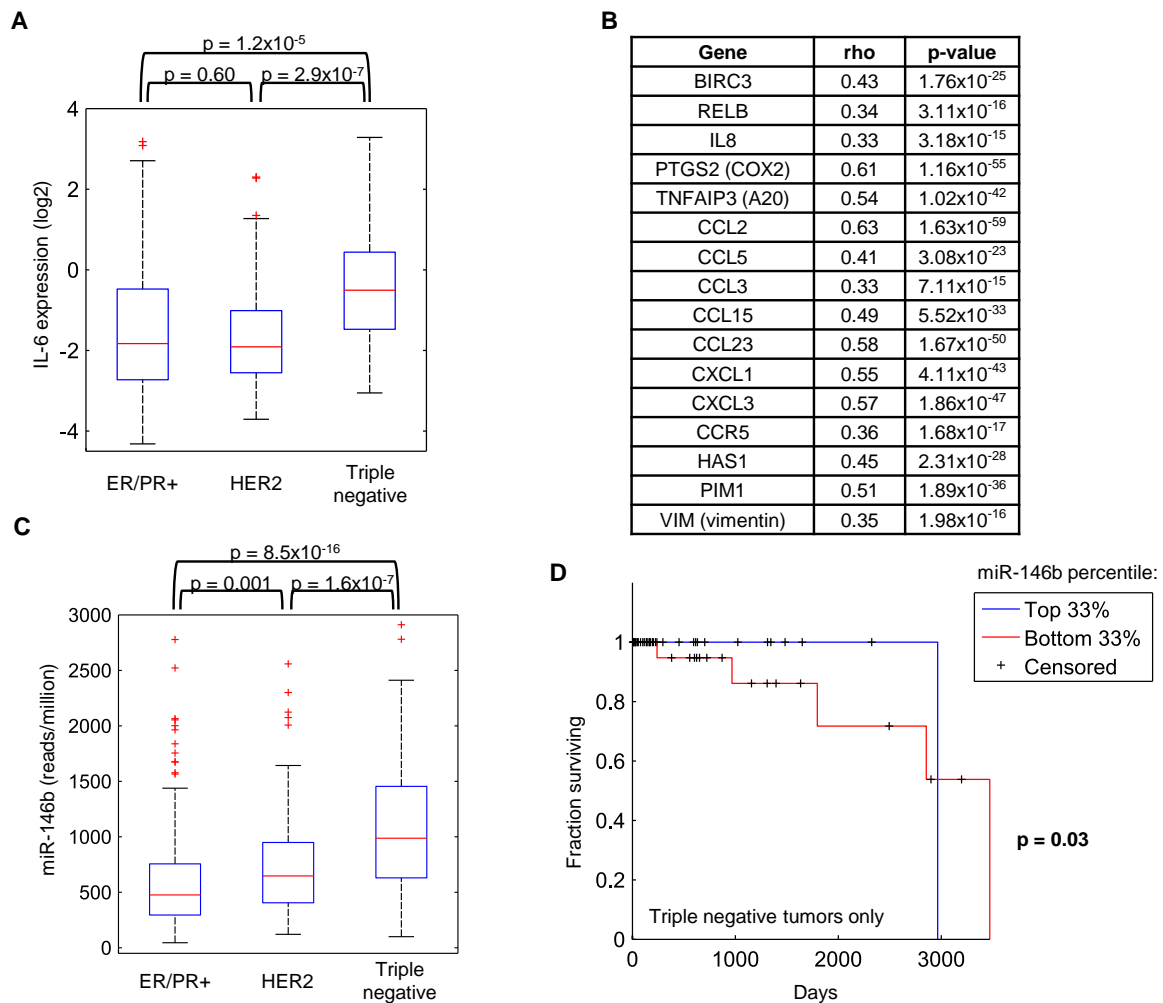 A
p = 1.2x10-5
p = 0.60 p = 2.9x10-7
4
2
0
-2
-4
IL-6 expression (log2)
ER/PR+ HER2 Triple negative
B
Gene rho p-value
BIRC3 0.43 1.76x10-25
RELB 0.34 3.11x10-16
IL8 0.33 3.18x10-15
PTGS2 (COX2) 0.61 1.16x10-55
TNFAIP3 (A20) 0.54 1.02x10-42
CCL2 0.63 1.63x10-59
CCL5 0.41 3.08x10-23
CCL3 0.33 7.11x10-15
CCL15 0.49 5.52x10-33
CCL23 0.58 1.67x10-50
CXCL1 0.55 4.11x10-43
CXCL3 0.57 1.86x10-47
CCR5 0.36 1.68x10-17
HAS1 0.45 2.31x10-28
PIM1 0.51 1.89x10-36
VIM (vimentin) 0.35 1.98x10-16
C
p = 8.5x10-16
p = 0.001 p = 1.6x10-7
3000
2500
2000
1500
1000
500
0
miR-146b (reads/million)
ER/PR+ HER2 Triple negative
D
miR-146b percentile:
Top 33%
Bottom 33%
Censored
1
0.8
0.6
0.4
0.2
0
Fraction surviving
p = 0.03
Triple negative tumors only
0 1000 2000 3000
Days